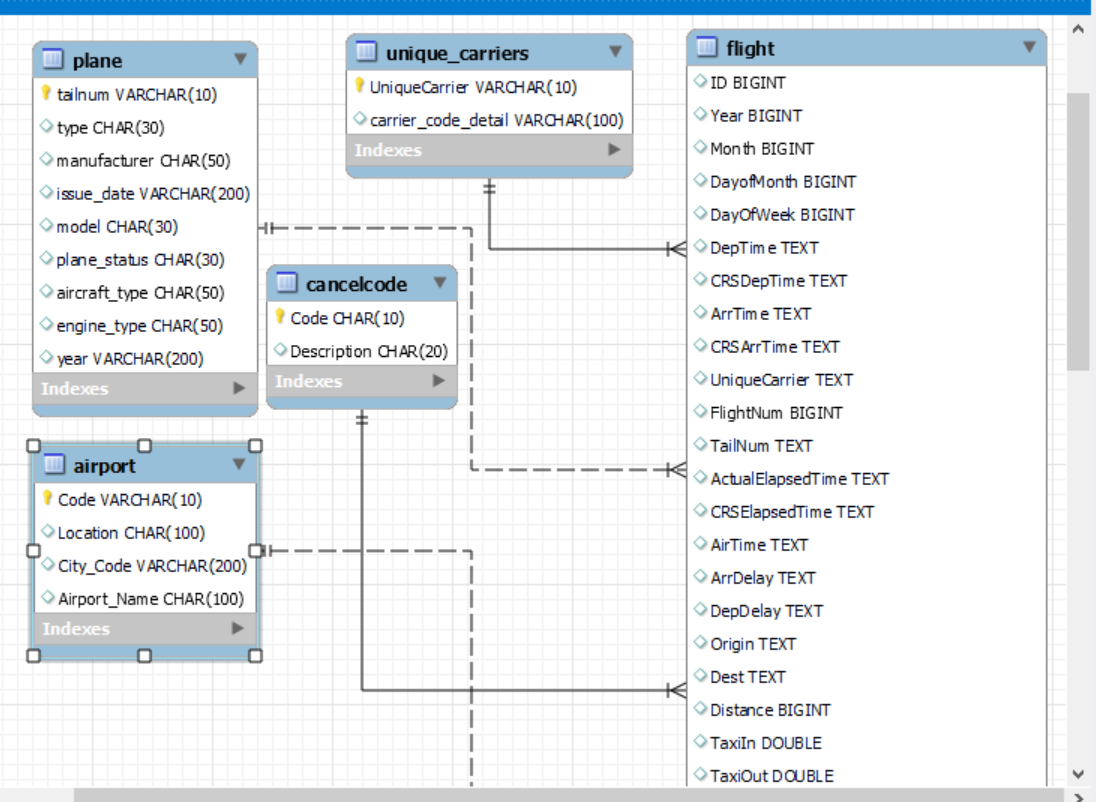 plane
tailnum VARCHAR(10)
type CHAR(30)
manufacturer CHAR(50)
issue_date VARCHAR(200)
model CHAR(30)
plane_status CHAR(30)
aircraft_type CHAR(50)
engine_type CHAR(50)
year VARCHAR(200)
Indexes
unique_carriers
UniqueCarrier VARCHAR(10)
carrier_code_detail VARCHAR(100)
Indexes
cancelcode
Code CHAR(10)
Description CHAR(20)
Indexes
airport
Code VARCHAR(10)
Location CHAR(100)
City_Code VARCHAR(200)
Airport_Name CHAR(100)
Indexes
flight
ID BIGINT
Year BIGINT
Month BIGINT
DayofMonth BIGINT
DayOfWeek BIGINT
DepTime TEXT
CRSDepTime TEXT
ArrTime TEXT
CRSArrTime TEXT
UniqueCarrier TEXT
FlightNum BIGINT
TailNum TEXT
ActualElapsedTime TEXT
CRSElapsedTime TEXT
AirTime TEXT
ArrDelay TEXT
DepDelay TEXT
Origin TEXT
Dest TEXT
Distance BIGINT
TaxiIn DOUBLE
TaxiOut DOUBLE